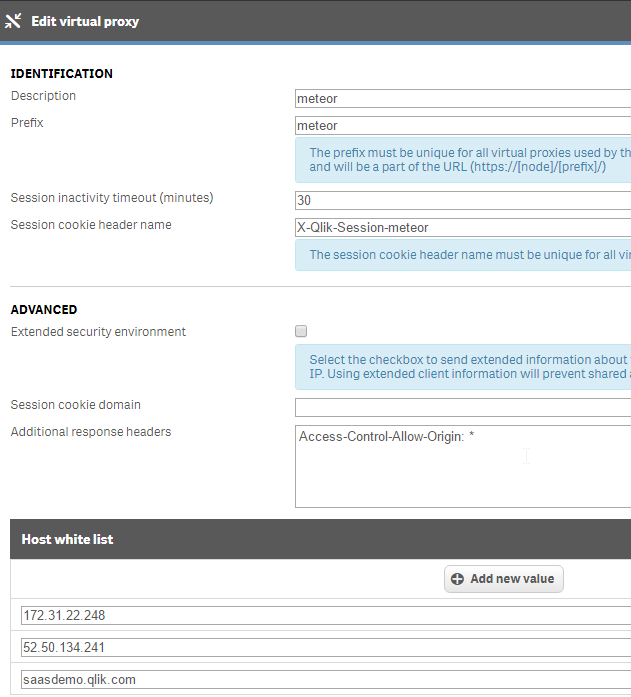 Edit virtual proxy
IDENTIFICATION
Description
meteor
Prefix
meteor
The prefix must be unique for all virtual proxies used by th
and will be a part of the URL (https://[node]/[prefix]/)
Session inactivity timeout (minutes)
30
Session cookie header name
X-Qlik-Session-meteor
The session cookie header name must be unique for all vir
ADVANCED
Extended security environment
Select the checkbox to send extended information about
IP. Using extended client information will prevent shared
Session cookie domain
Additional response headers
Access-Control-Allow-Origin: *
Host white list
Add new value
172.31.22.248
52.50.134.241
saasdemo.qlik.com